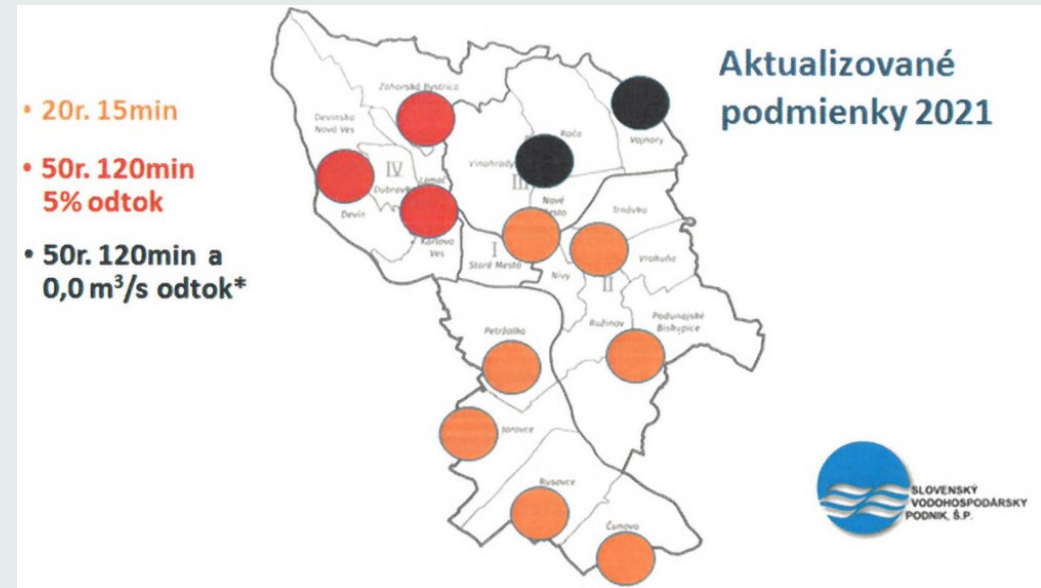 Aktualizované
podmienky 2021
• 20r. 15min
• 50r. 120min
5% odtok
• 50r. 120min a
0,0 m³/s odtok*
Záhorská Bystrica
Devínska
Nová Ves
Rača
Vajnory
Vinohrady
IV
Lamač
Dúbravka
III
Devín
Nové
Mesto
Trnávka
Karlova
Ves
I
Staré Mesto
Nivy
Vrakuňa
II
Ružinov
Podunajské
Biskupice
Petržalka
Jarovce
Rusovce
Čunovo
SLOVENSKÝ
VODOHOSPODÁRSKY
PODNIK, Š.P.